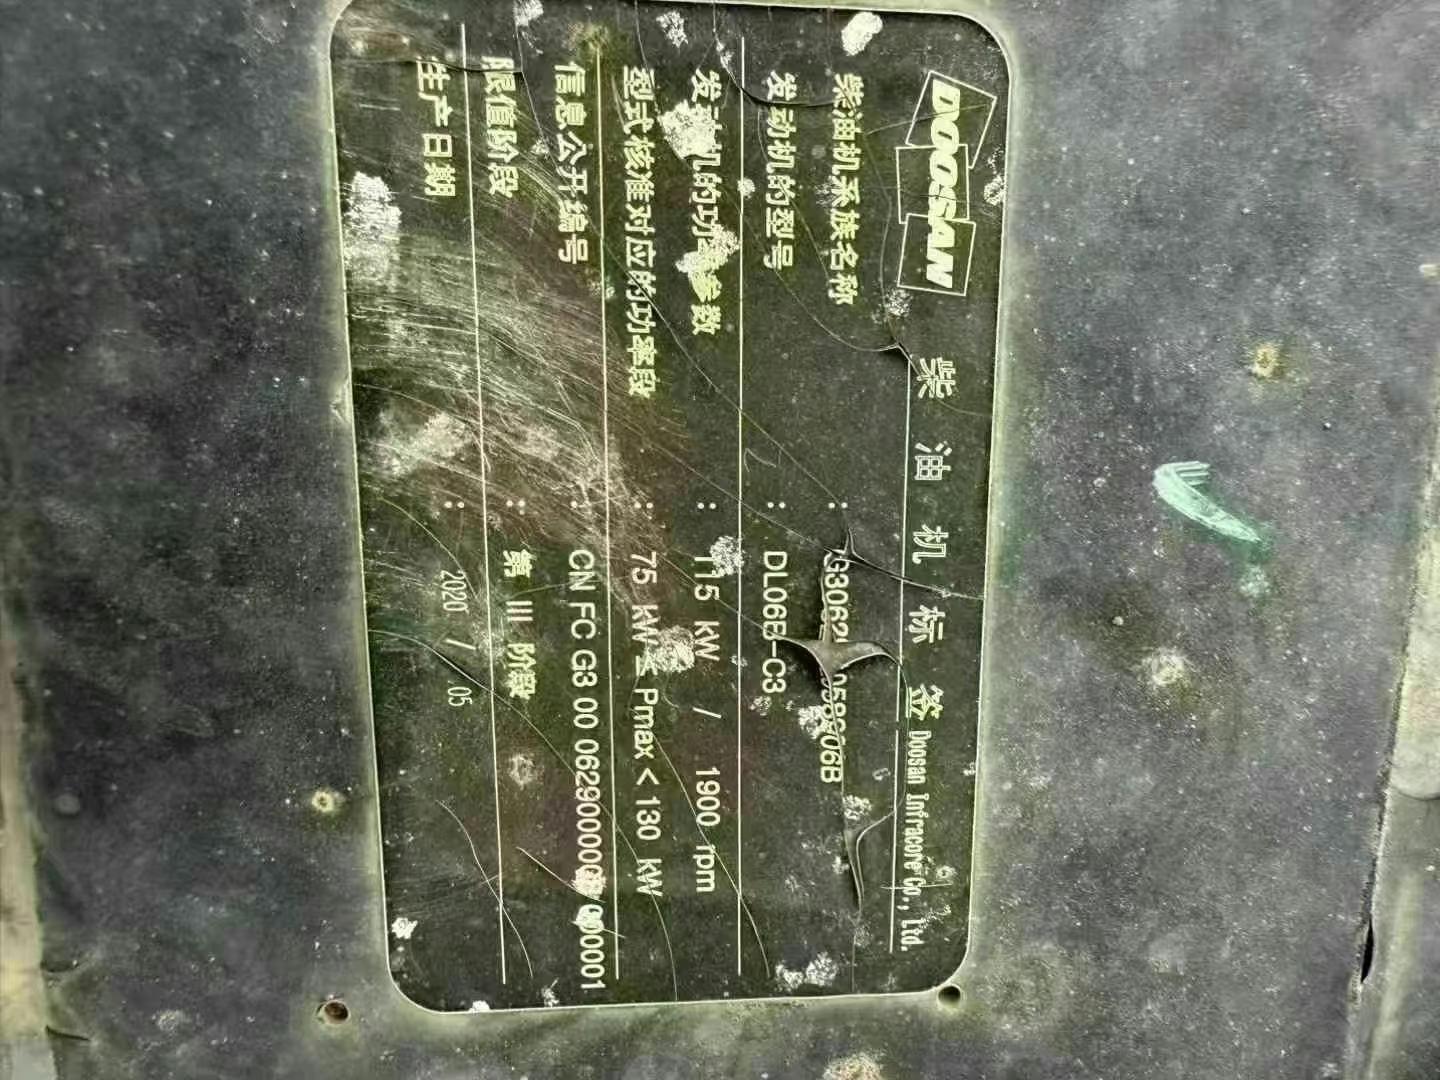 DOOSAN
柴油机标签 Doosan Infracore Co., Ltd.
柴油机系族名称 :
发动机的型号 : DL06E-C3
发动机的功率参数 : 115 kW / 1900 rpm
型式核准对应的功率段 : 75 kW ≤ Pmax < 130 kW
信息公开编号 : CN FC G3 00 0629000000 000001
限值阶段 : 第 III 阶段
生产日期 : 2020 / 05